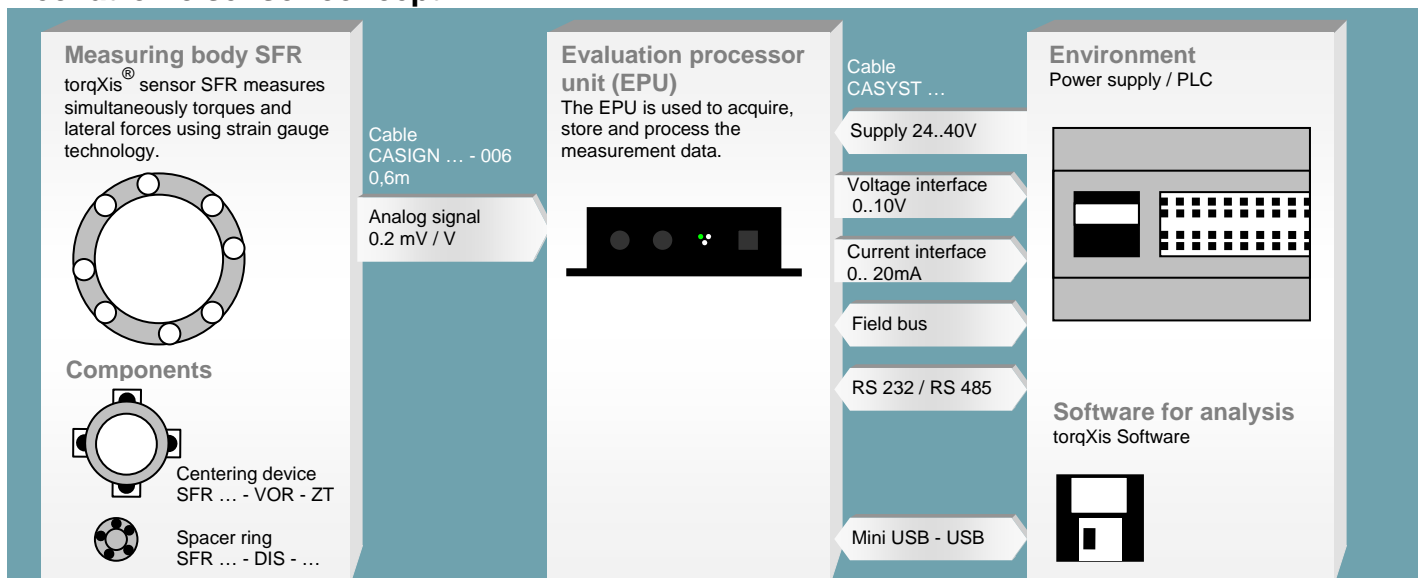 Measuring body SFR
torqXis® sensor SFR measures
simultaneously torques and
lateral forces using strain gauge
technology.
Components
Centering device
SFR … - VOR - ZT
Spacer ring
SFR … - DIS - …
Cable
CASIGN … - 006
0,6m
Analog signal
0.2 mV / V
Evaluation processor
unit (EPU)
The EPU is used to acquire,
store and process the
measurement data.
Cable
CASYST …
Supply 24..40V
Voltage interface
0..10V
Current interface
0.. 20mA
Field bus
RS 232 / RS 485
Mini USB - USB
Environment
Power supply / PLC
Software for analysis
torqXis Software